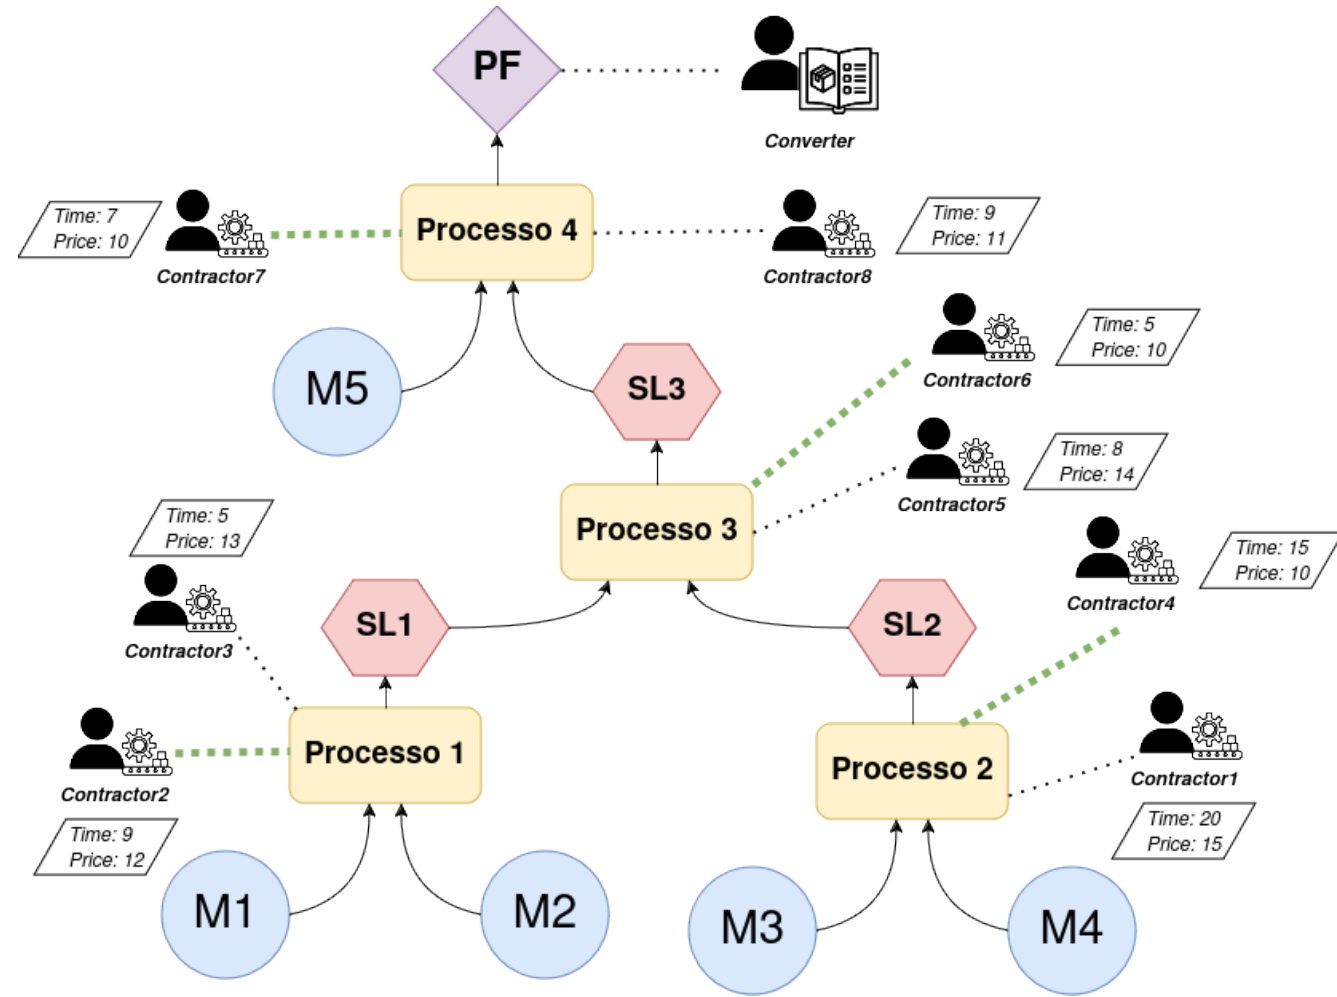 PF
Converter
Time: 7
Price: 10
Contractor7
Processo 4
Contractor8
Time: 9
Price: 11
Contractor6
Time: 5
Price: 10
M5
SL3
Contractor5
Time: 8
Price: 14
Time: 5
Price: 13
Contractor3
Processo 3
Contractor4
Time: 15
Price: 10
SL1
SL2
Contractor2
Time: 9
Price: 12
Processo 1
Processo 2
Contractor1
Time: 20
Price: 15
M1
M2
M3
M4